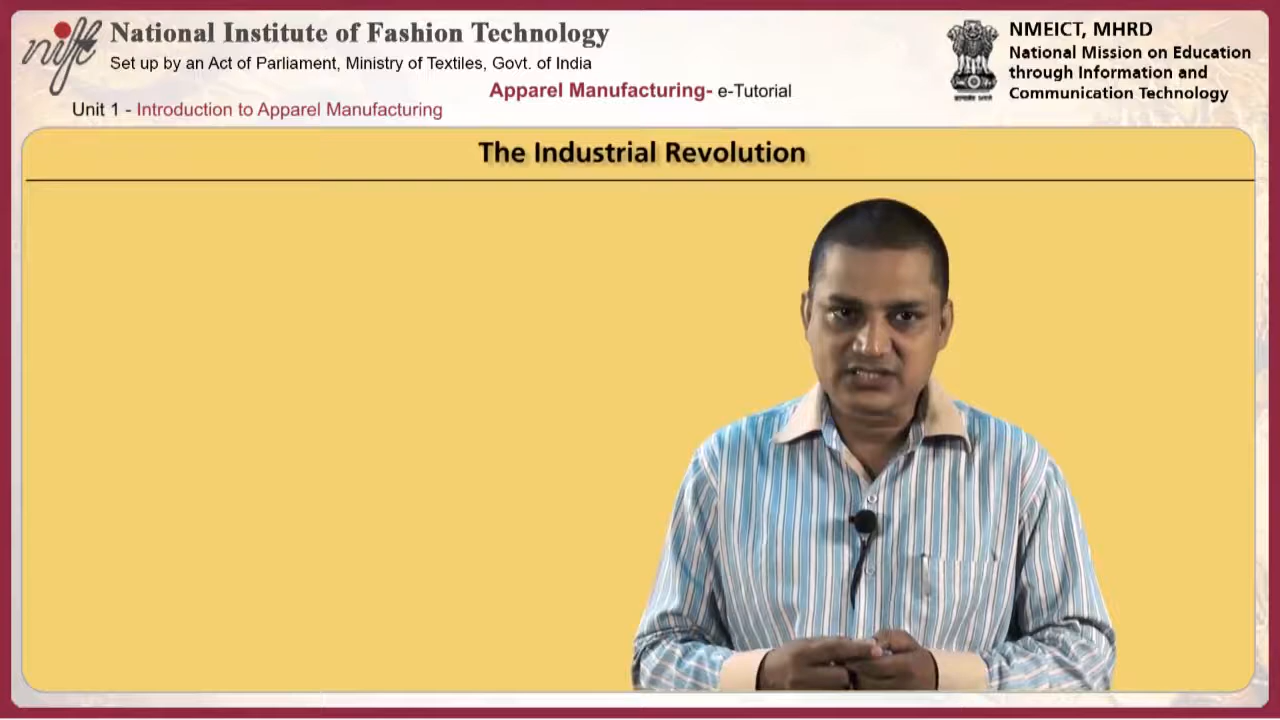 nift
National Institute of Fashion Technology
Set up by an Act of Parliament, Ministry of Textiles, Govt. of India
Apparel Manufacturing- e-Tutorial
Unit 1 - Introduction to Apparel Manufacturing
NMEICT, MHRD
National Mission on Education
through Information and
Communication Technology
The Industrial Revolution